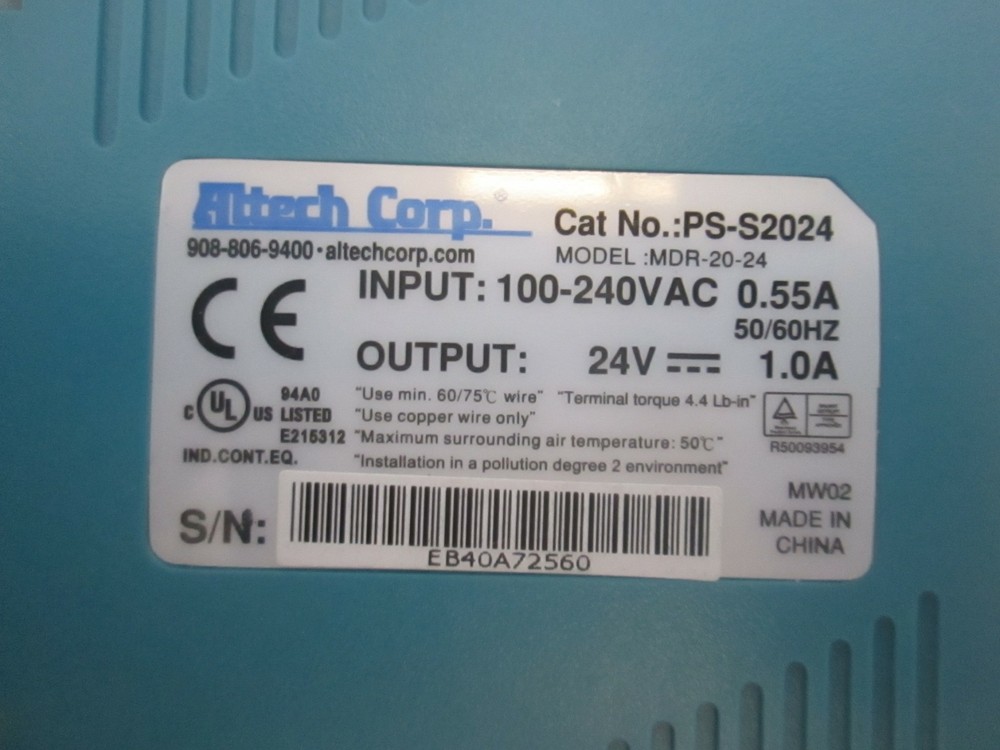 Altech Corp.®
908-806-9400·altechcorp.com
Cat No.:PS-S2024
MODEL :MDR-20-24
INPUT: 100-240VAC 0.55A
50/60HZ
OUTPUT: 24V 1.0A
CE
C UL US
94A0
LISTED
E215312
IND.CONT.EQ.
"Use min. 60/75℃ wire" "Terminal torque 4.4 Lb-in"
"Use copper wire only"
"Maximum surrounding air temperature: 50℃"
"Installation in a pollution degree 2 environment"
R50093954
MW02
MADE IN
CHINA
S/N:
EB40A72560